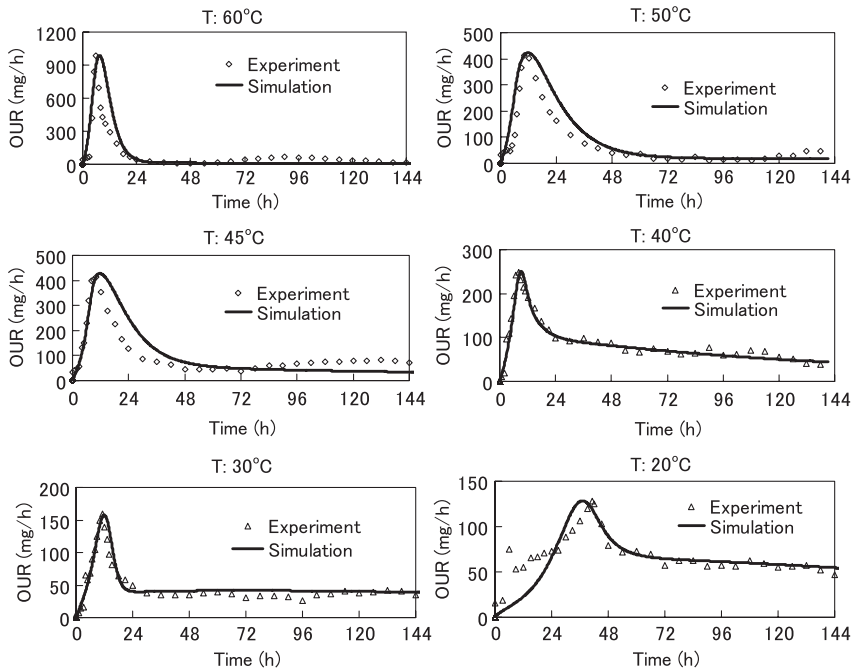 T: 60°C
OUR (mg/h)
1200
900
600
300
0
Experiment
Simulation
0 24 48 72 96 120 144
Time (h)
T: 50°C
OUR (mg/h)
500
400
300
200
100
0
Experiment
Simulation
0 24 48 72 96 120 144
Time (h)
T: 45°C
OUR (mg/h)
500
400
300
200
100
0
Experiment
Simulation
0 24 48 72 96 120 144
Time (h)
T: 40°C
OUR (mg/h)
300
200
100
0
Experiment
Simulation
0 24 48 72 96 120 144
Time (h)
T: 30°C
OUR (mg/h)
200
150
100
50
0
Experiment
Simulation
0 24 48 72 96 120 144
Time (h)
T: 20°C
OUR (mg/h)
150
100
50
0
Experiment
Simulation
0 24 48 72 96 120 144
Time (h)